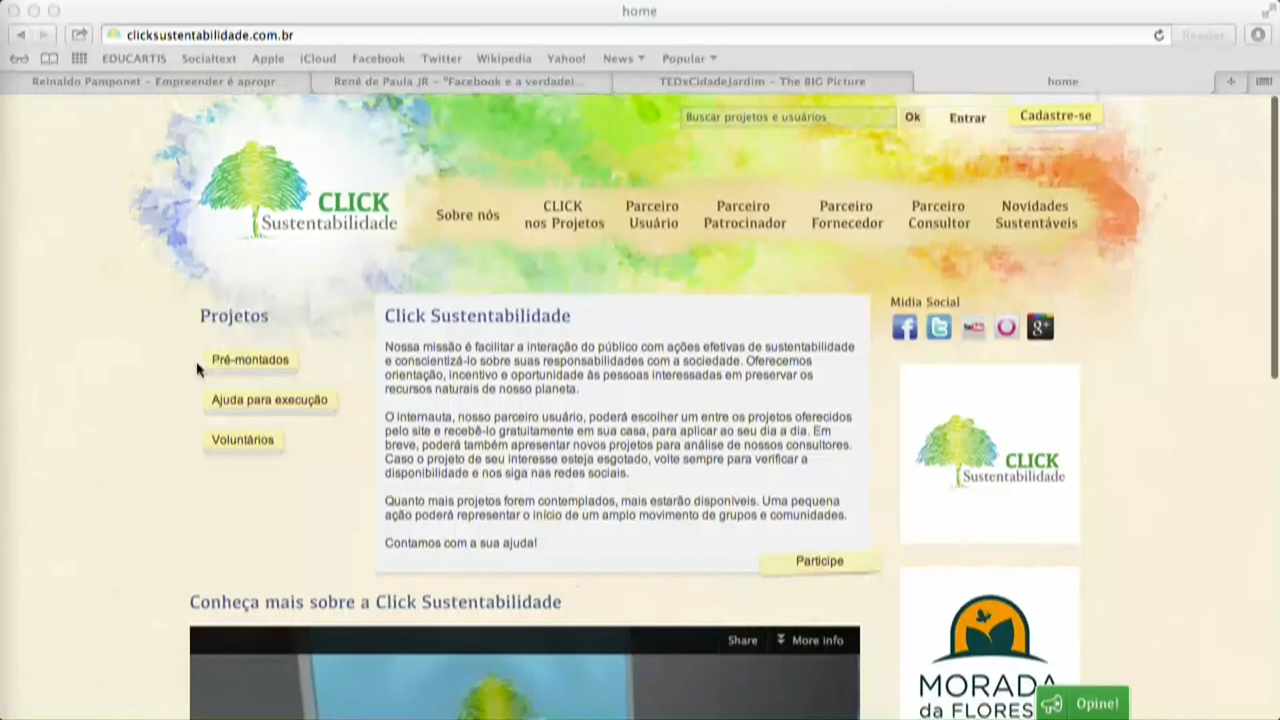 home
clicksustentabilidade.com.br
Reader
EDUCARTIS Socialtext Apple iCloud Facebook Twitter Wikipedia Yahoo! News Popular
Reinaldo Pamponet – Empreender é apropr... René de Paula JR – "Facebook e a verdadei... TEDxCidadeJardim – The BIG Picture home
Buscar projetos e usuários Ok Entrar Cadastre-se
CLICK
Sustentabilidade
Sobre nós
CLICK
nos Projetos
Parceiro
Usuário
Parceiro
Patrocinador
Parceiro
Fornecedor
Parceiro
Consultor
Novidades
Sustentáveis
Projetos
Pré-montados
Ajuda para execução
Voluntários
Click Sustentabilidade
Nossa missão é facilitar a interação do público com ações efetivas de sustentabilidade
e conscientizá-lo sobre suas responsabilidades com a sociedade. Oferecemos
orientação, incentivo e oportunidade às pessoas interessadas em preservar os
recursos naturais de nosso planeta.
O internauta, nosso parceiro usuário, poderá escolher um entre os projetos oferecidos
pelo site e recebê-lo gratuitamente em sua casa, para aplicar ao seu dia a dia. Em
breve, poderá também apresentar novos projetos para análise de nossos consultores.
Caso o projeto de seu interesse esteja esgotado, volte sempre para verificar a
disponibilidade e nos siga nas redes sociais.
Quanto mais projetos forem contemplados, mais estarão disponíveis. Uma pequena
ação poderá representar o início de um amplo movimento de grupos e comunidades.
Contamos com a sua ajuda!
Participe
Midia Social
CLICK
Sustentabilidade
MORADA
da FLORES
Opine!
Conheça mais sobre a Click Sustentabilidade
Share More info